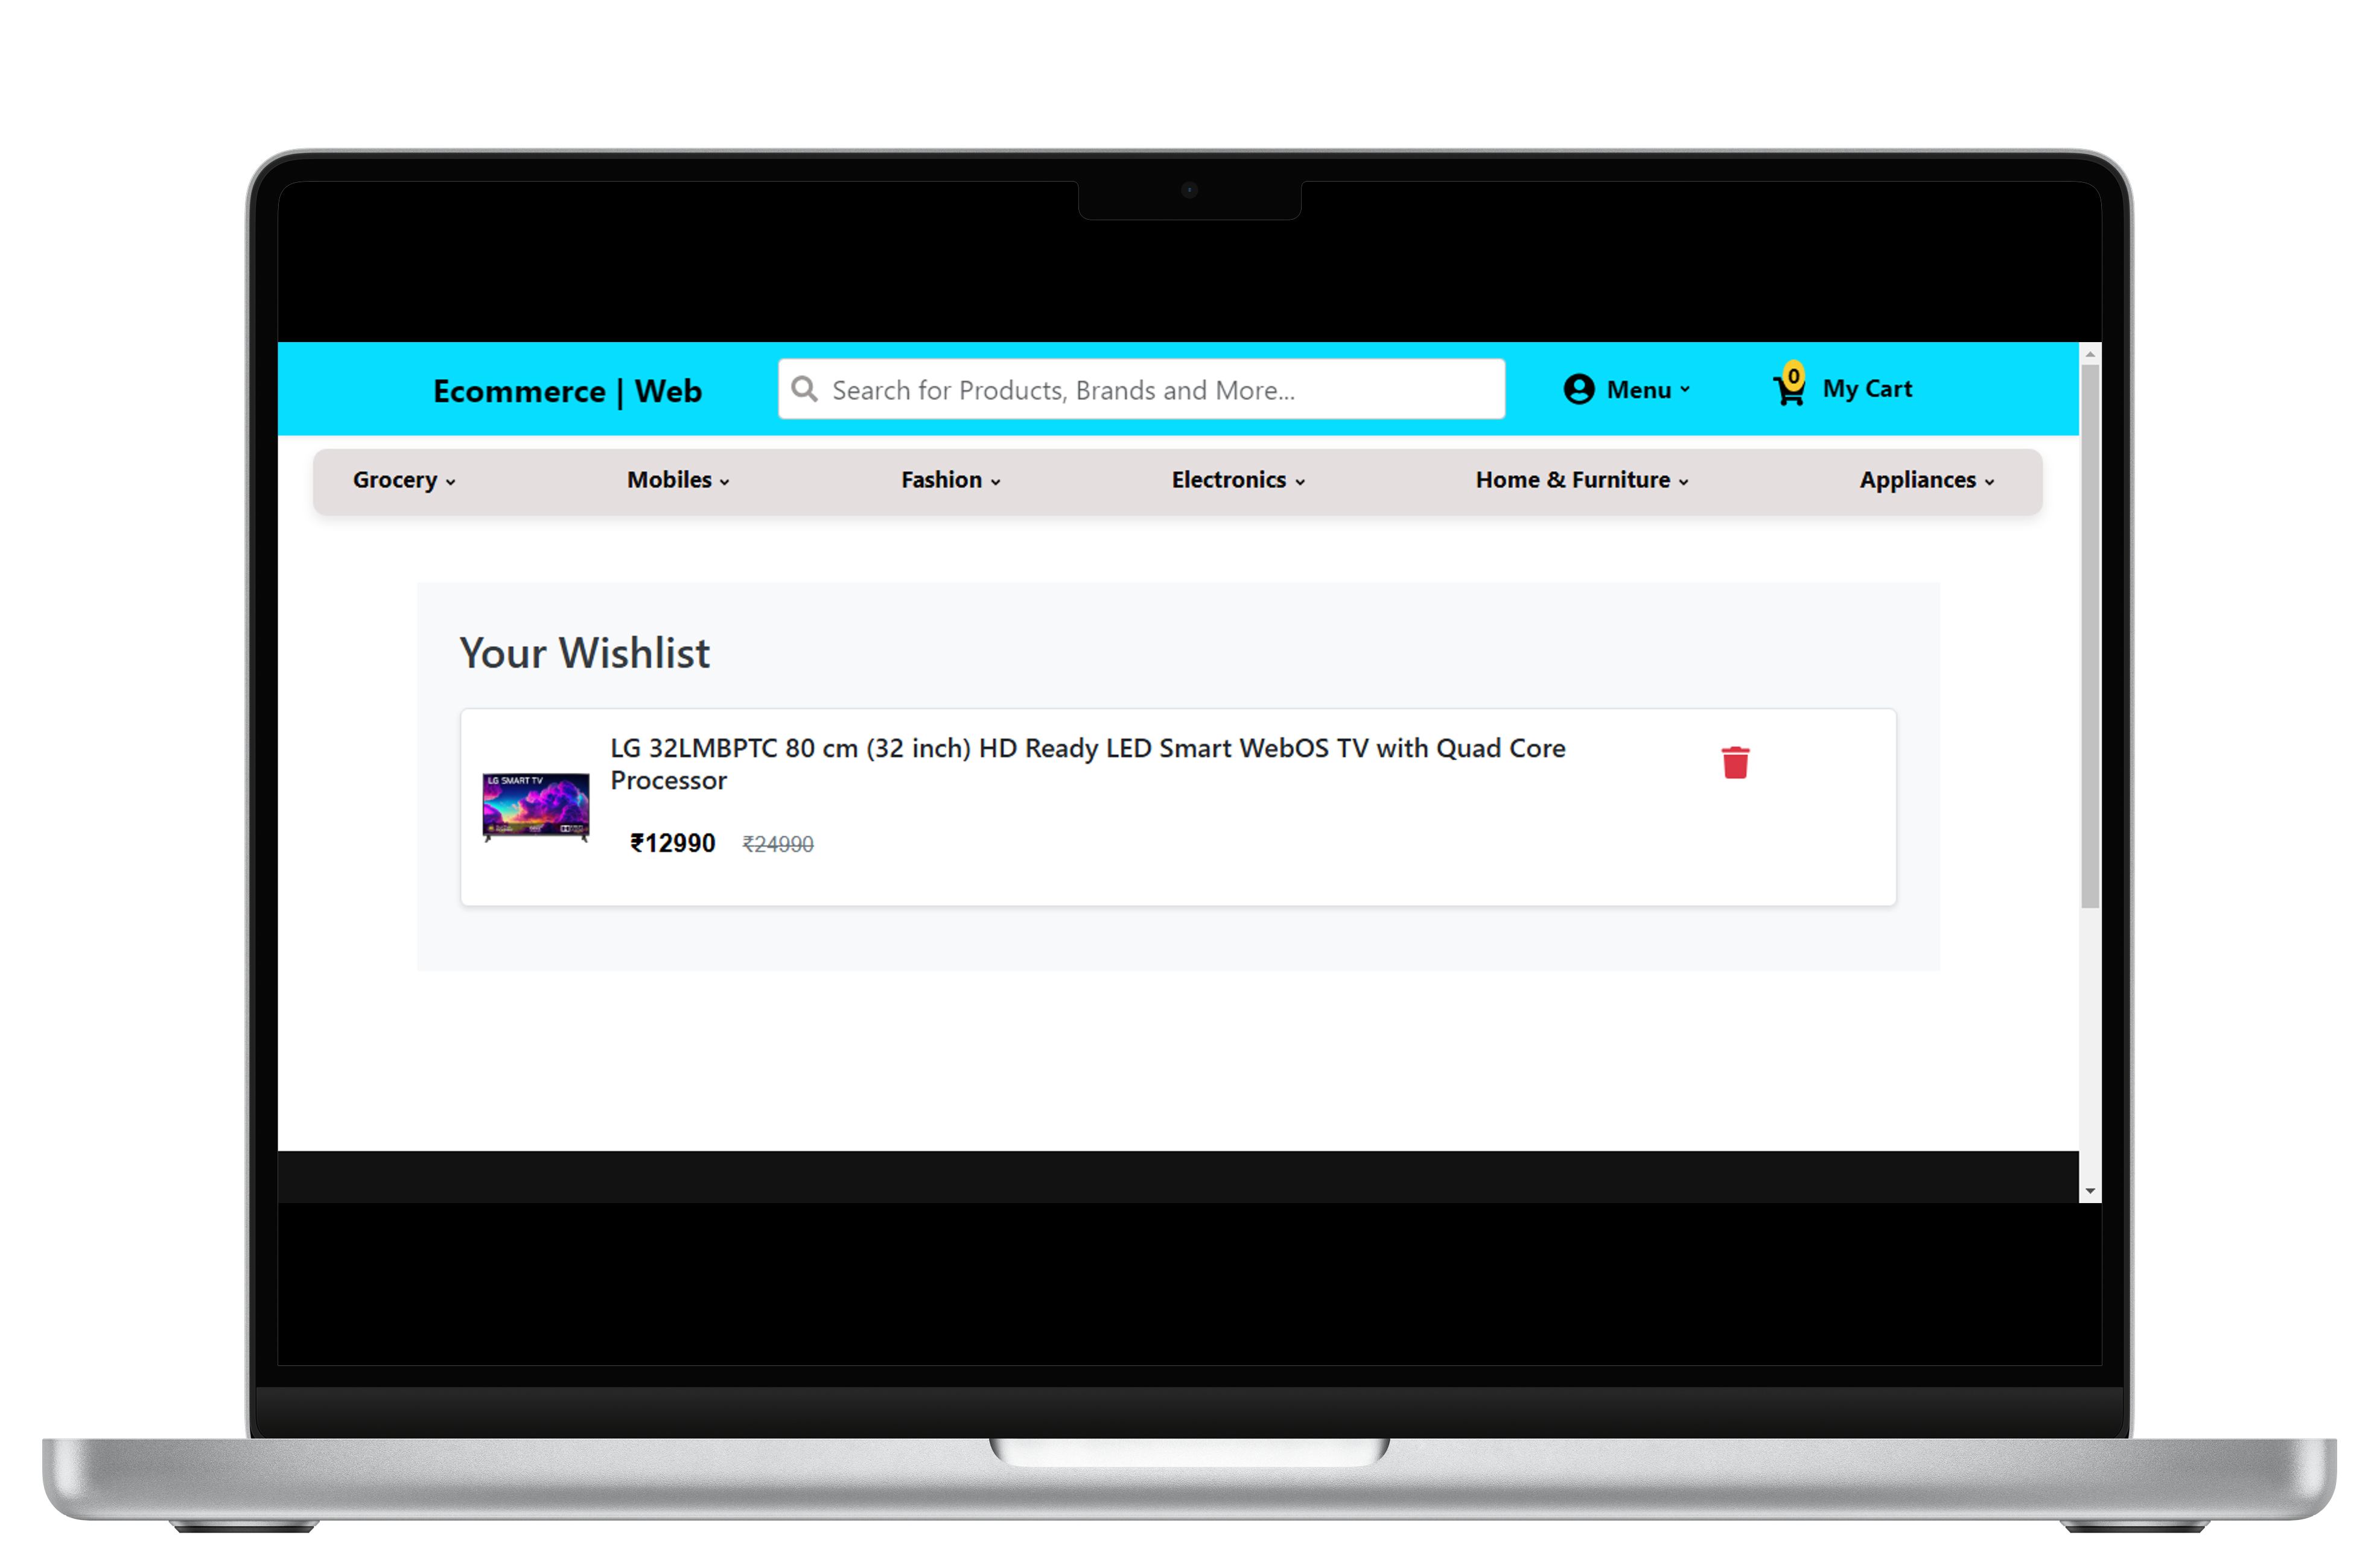 Ecommerce | Web
Search for Products, Brands and More...
Menu
0
My Cart
Grocery
Mobiles
Fashion
Electronics
Home & Furniture
Appliances
Your Wishlist
LG SMART TV
LG 32LMBPTC 80 cm (32 inch) HD Ready LED Smart WebOS TV with Quad Core
Processor
₹12990 ₹24990